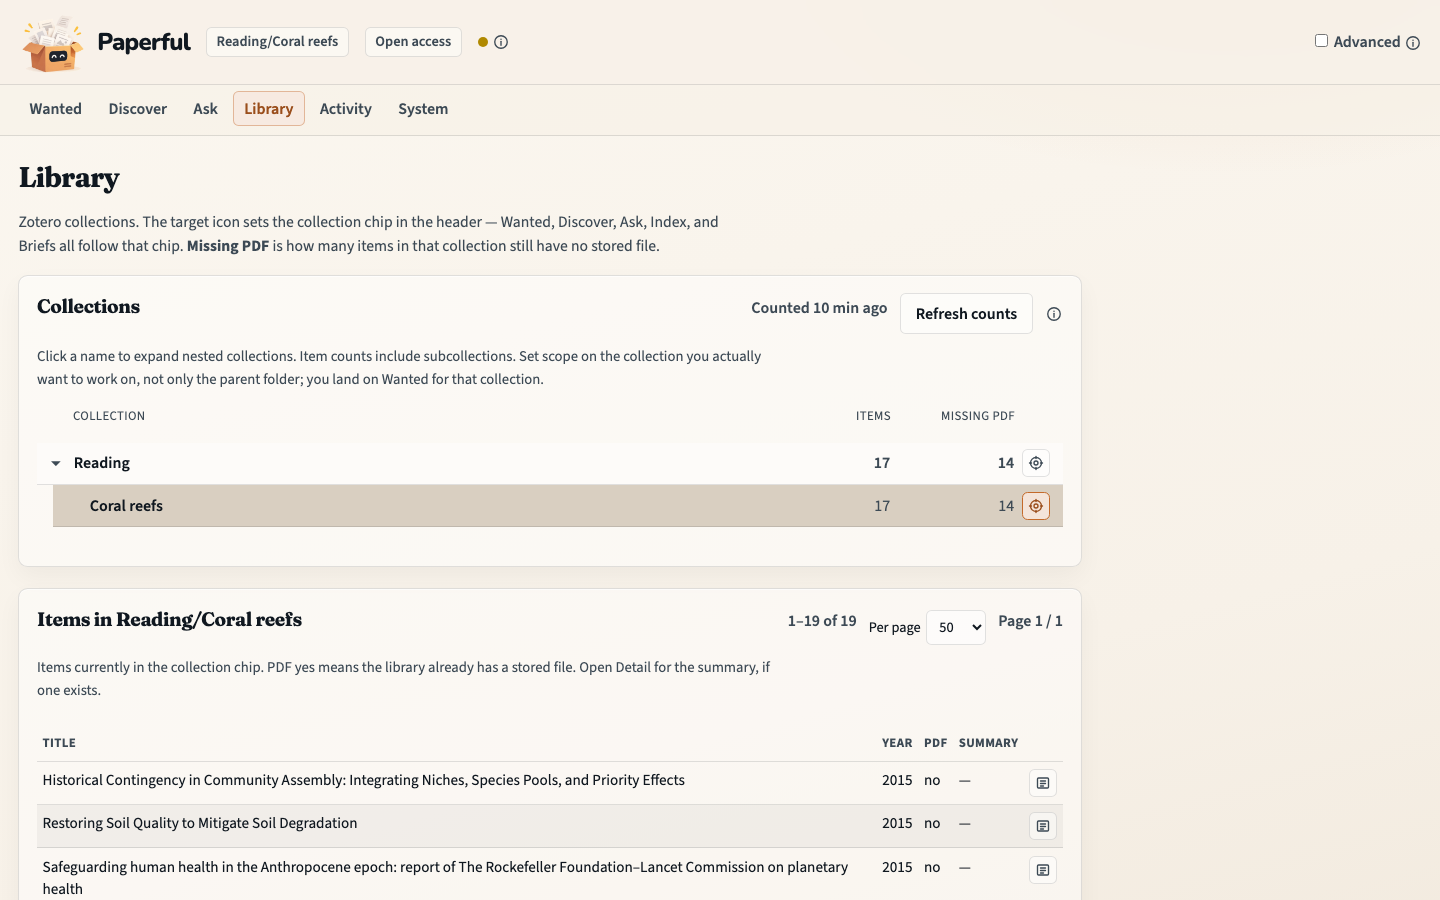 Paperful
Reading/Coral reefs
Open access
Advanced
Wanted
Discover
Ask
Library
Activity
System
Library
Zotero collections. The target icon sets the collection chip in the header — Wanted, Discover, Ask, Index, and
Briefs all follow that chip. Missing PDF is how many items in that collection still have no stored file.
Collections
Counted 10 min ago
Refresh counts
Click a name to expand nested collections. Item counts include subcollections. Set scope on the collection you actually
want to work on, not only the parent folder; you land on Wanted for that collection.
COLLECTION ITEMS MISSING PDF
Reading 17 14
Coral reefs 17 14
Items in Reading/Coral reefs
1–19 of 19
Per page 50
Page 1 / 1
Items currently in the collection chip. PDF yes means the library already has a stored file. Open Detail for the summary, if
one exists.
TITLE YEAR PDF SUMMARY
Historical Contingency in Community Assembly: Integrating Niches, Species Pools, and Priority Effects 2015 no —
Restoring Soil Quality to Mitigate Soil Degradation 2015 no —
Safeguarding human health in the Anthropocene epoch: report of The Rockefeller Foundation–Lancet Commission on planetary 2015 no —
health